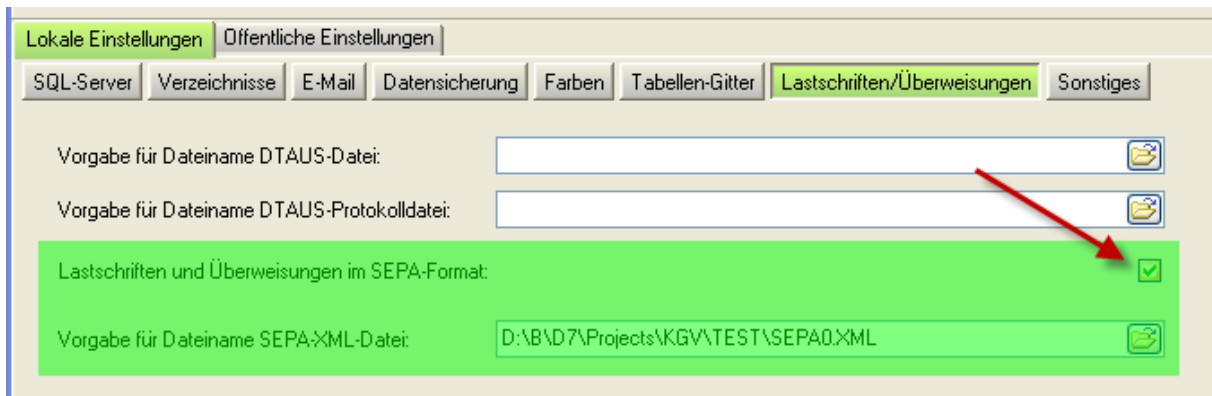 Lokale Einstellungen Öffentliche Einstellungen
SQL-Server Verzeichnisse E-Mail Datensicherung Farben Tabellen-Gitter Lastschriften/Überweisungen Sonstiges
Vorgabe für Dateiname DTAUS-Datei:
Vorgabe für Dateiname DTAUS-Protokolldatei:
Lastschriften und Überweisungen im SEPA-Format:
Vorgabe für Dateiname SEPA-XML-Datei: D:\B\D7\Projects\KGV\TEST\SEPA0.XML